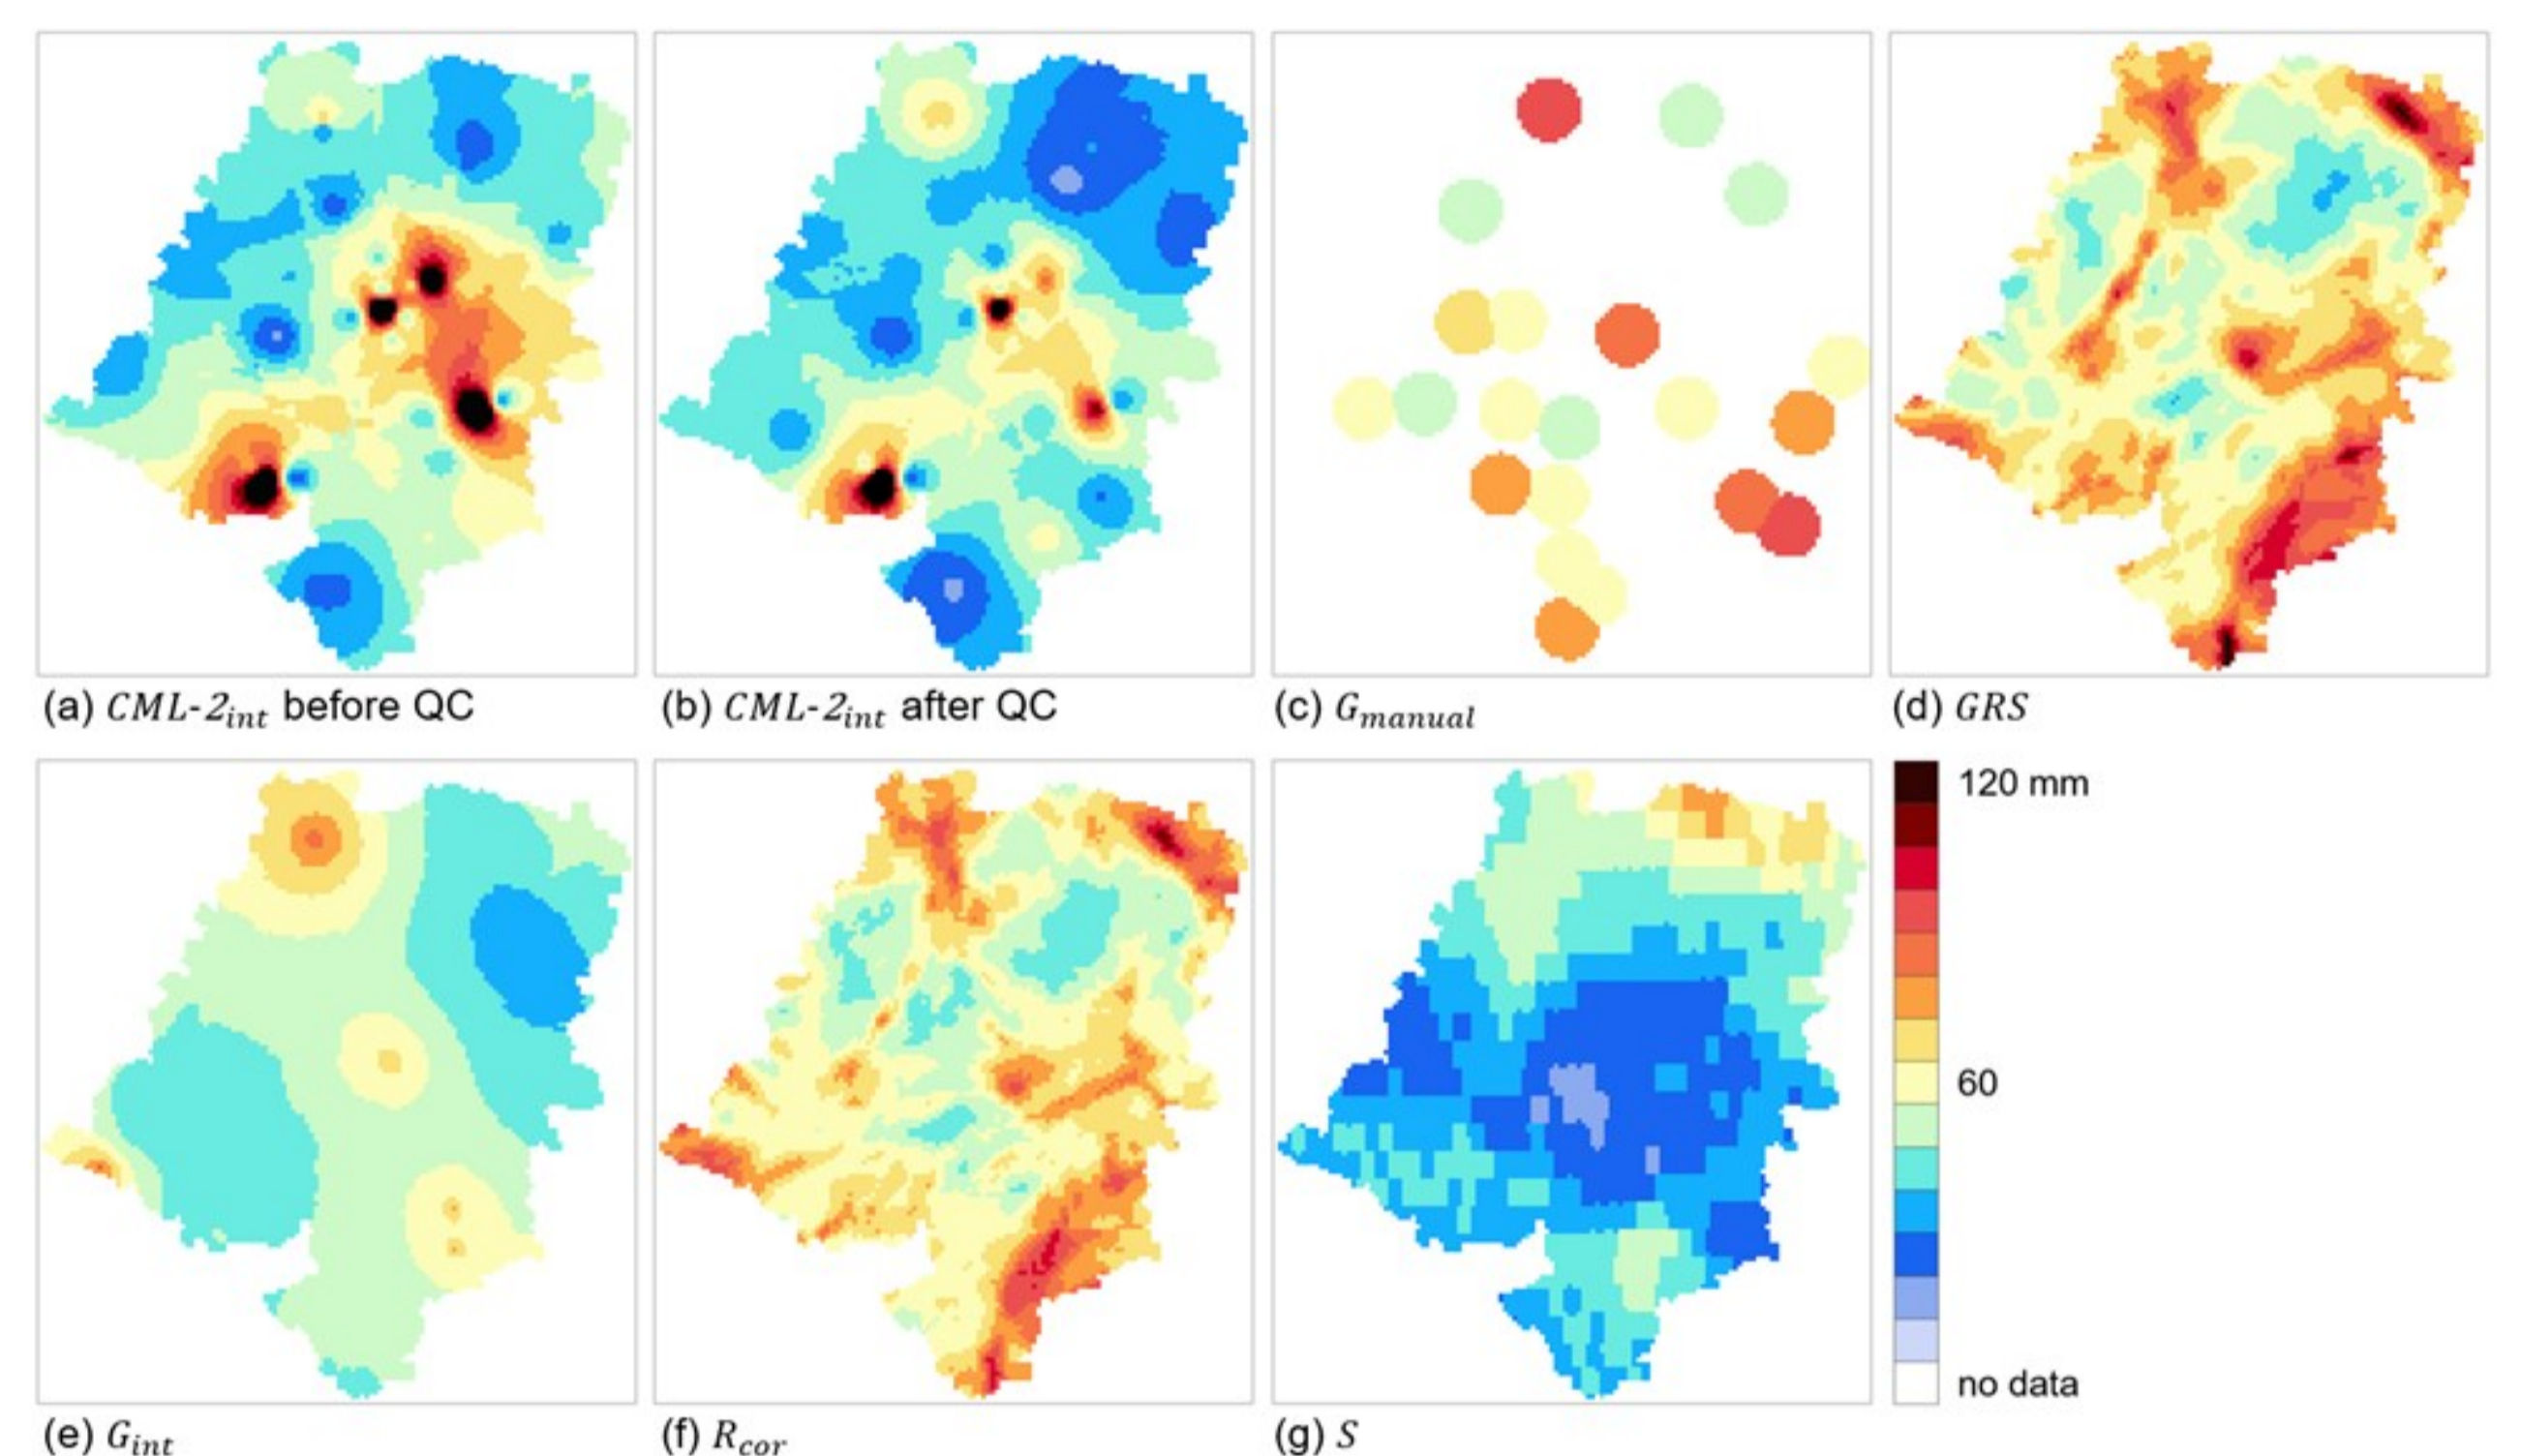 (a) CML-2int before QC
(b) CML-2int after QC
(c) Gmanual
(d) GRS
120 mm
60
no data
(e) Gint
(f) Rcor
(g) S